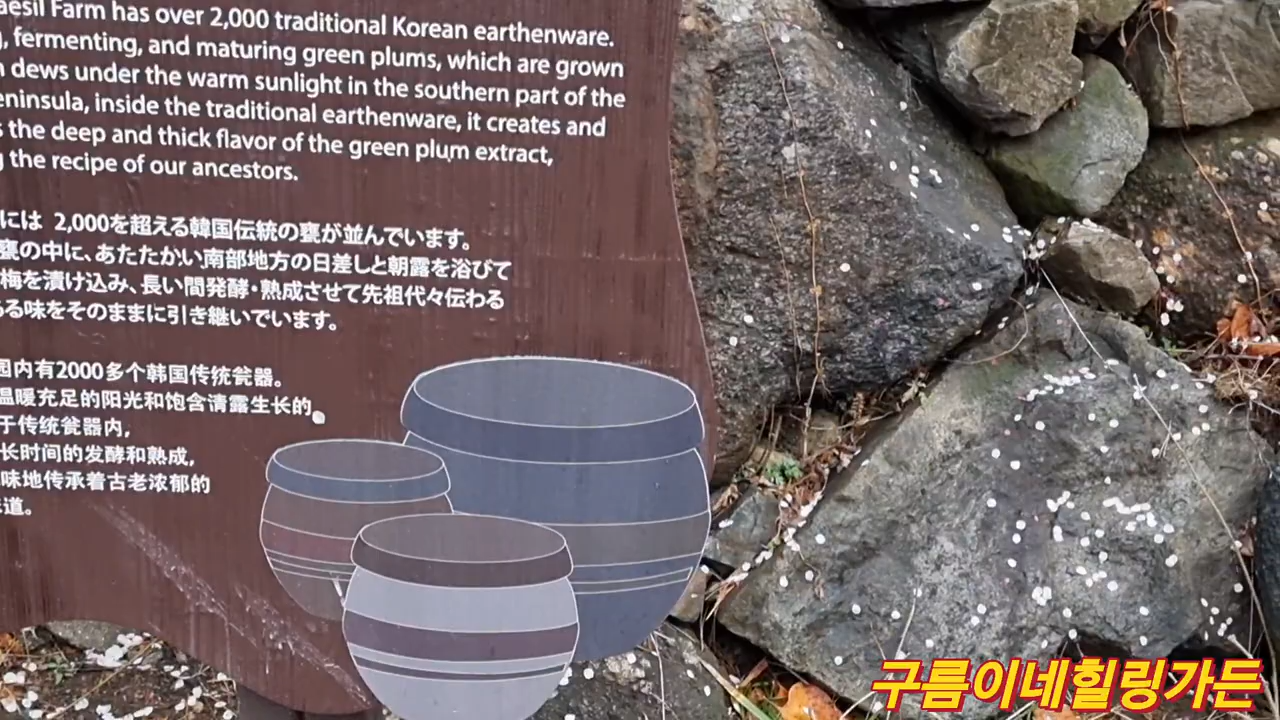 Farm has over 2,000 traditional Korean earthenware.
, fermenting, and maturing green plums, which are grown
dews under the warm sunlight in the southern part of the
eninsula, inside the traditional earthenware, it creates and
the deep and thick flavor of the green plum extract,
the recipe of our ancestors.
には 2,000を超える韓国伝統の甕が並んでいます。
甕の中に、あたたかい南部地方の日差しと朝露を浴びて
梅を漬け込み、長い間発酵・熟成させて先祖代々伝わる
る味をそのままに引き継いでいます。
园内有2000多个韩国传统瓮器。
温暖充足的阳光和饱含请露生长的
于传统瓮器内，
长时间的发酵和熟成，
味地传承着古老浓郁的
道。
구름이네힐링가든